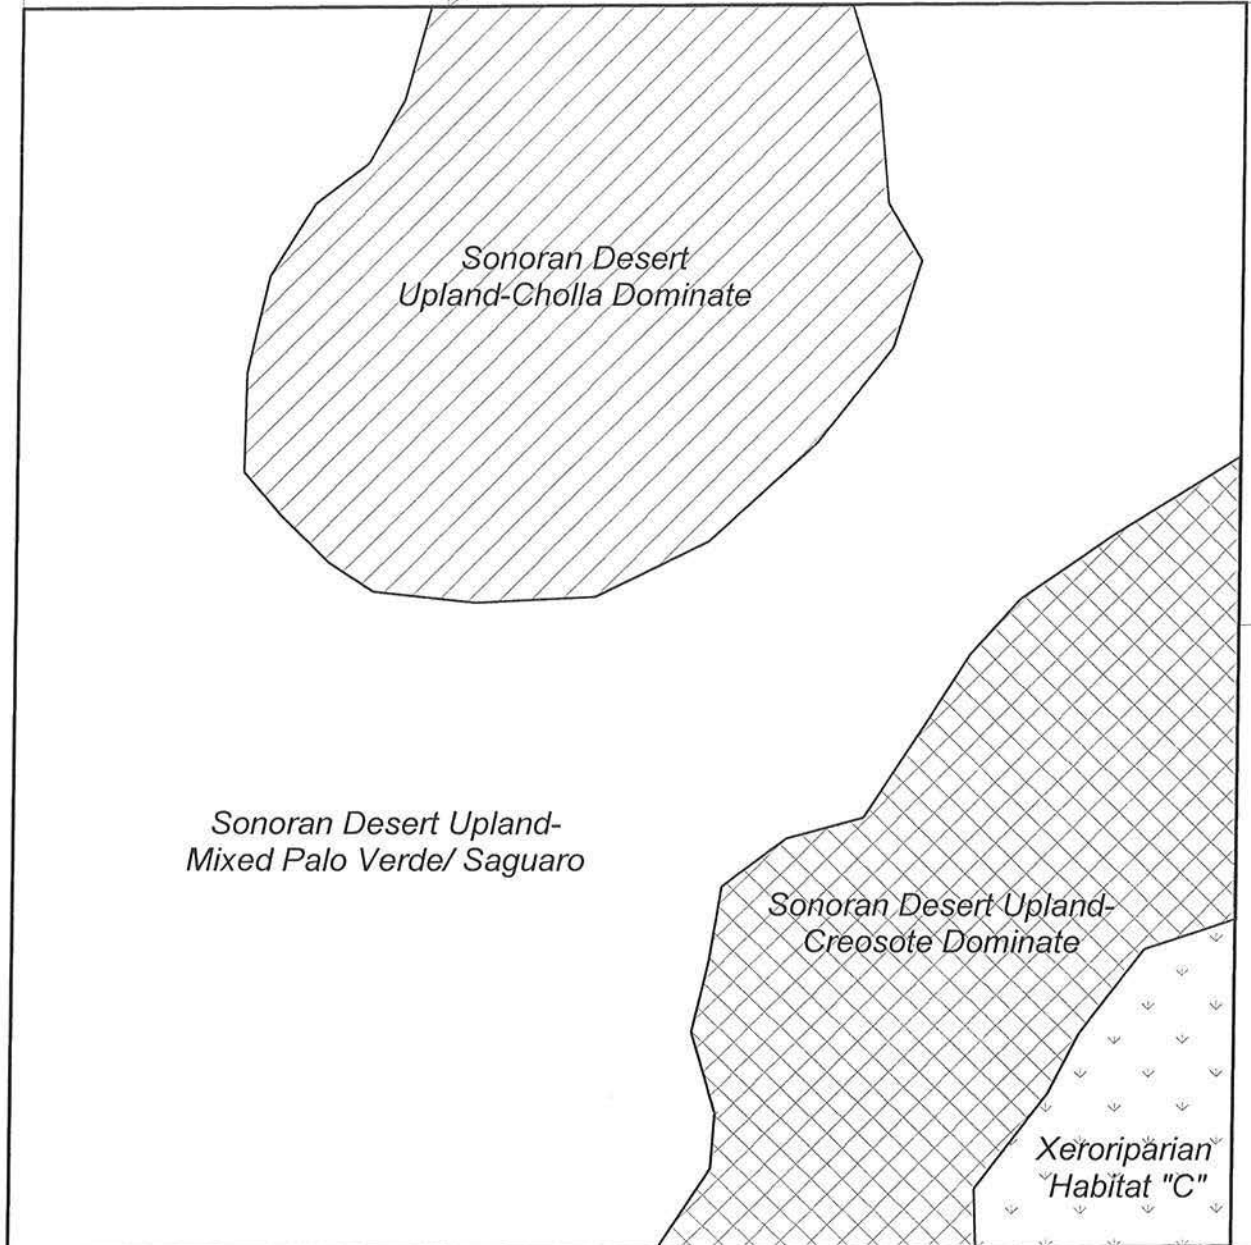 Sonoran Desert
Upland-Cholla Dominate
Sonoran Desert Upland-
Mixed Palo Verde/ Saguaro
Sonoran Desert Upland-
Creosote Dominate
Xeroriparian
Habitat "C"